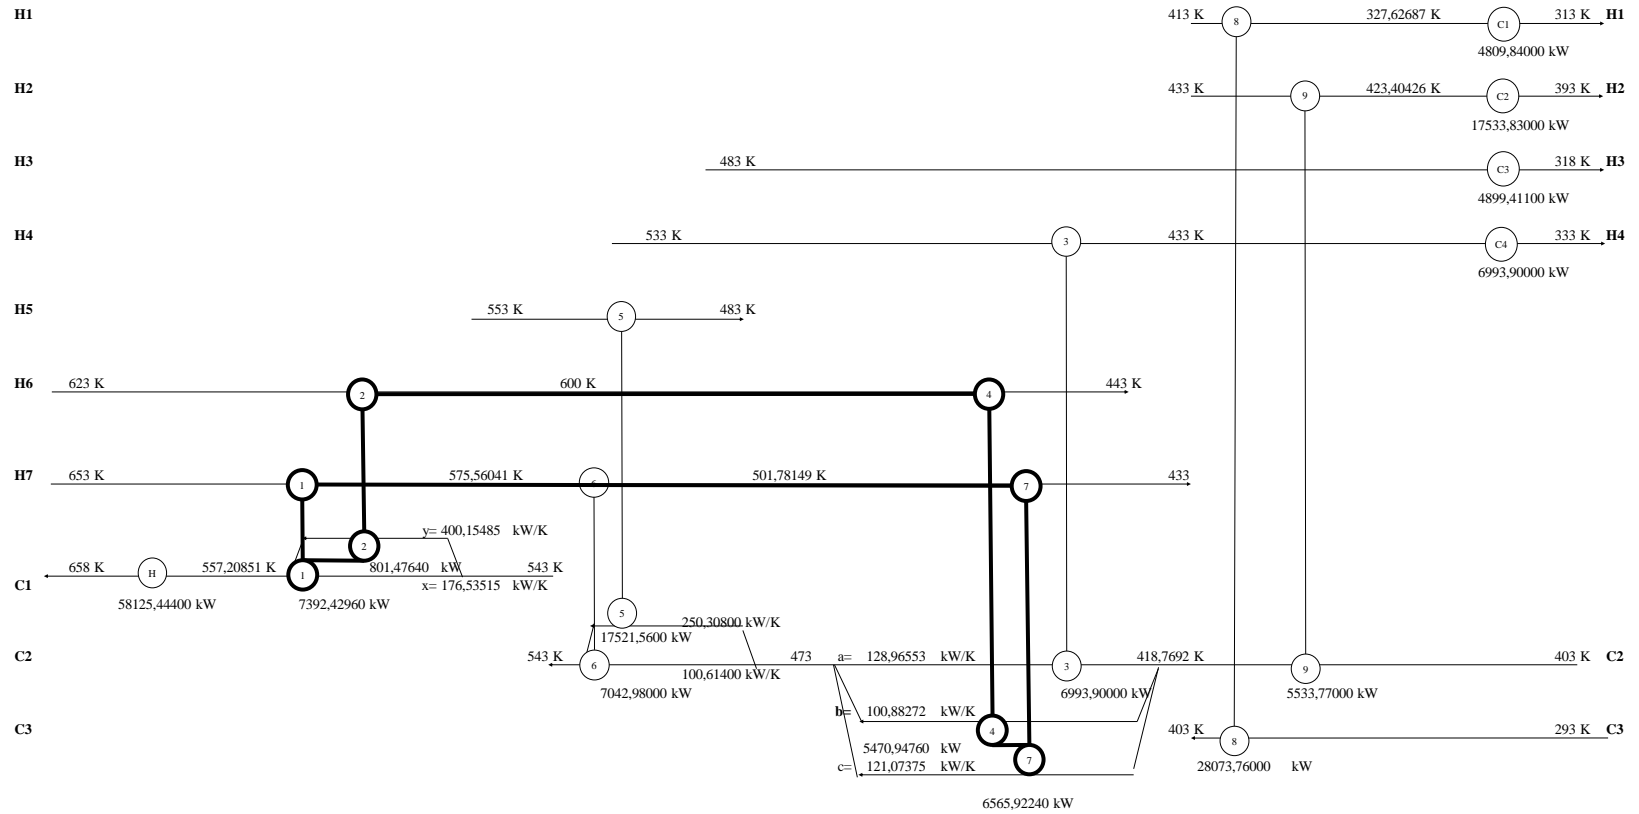 H1 413 K 8 327,62687 K C1 313 K H1
4809,84000 kW
H2 433 K 9 423,40426 K C2 393 K H2
17533,83000 kW
H3 483 K C3 318 K H3
4899,41100 kW
H4 533 K 3 433 K C4 333 K H4
6993,90000 kW
H5 553 K 5 483 K
H6 623 K 2 600 K 4 443 K
H7 653 K 1 575,56041 K 6 501,78149 K 7 433
y= 400,15485 kW/K
2
658 K H 557,20851 K 1 801,47640 kW 543 K
C1 x= 176,53515 kW/K
58125,44400 kW 7392,42960 kW
5 250,30800 kW/K
17521,5600 kW
C2 543 K 6 473 a= 128,96553 kW/K 3 418,7692 K 9 403 K C2
100,61400 kW/K
7042,98000 kW 6993,90000 kW 5533,77000 kW
b= 100,88272 kW/K
C3 4 403 K 8 293 K C3
5470,94760 kW
c= 121,07375 kW/K 7 28073,76000 kW
6565,92240 kW